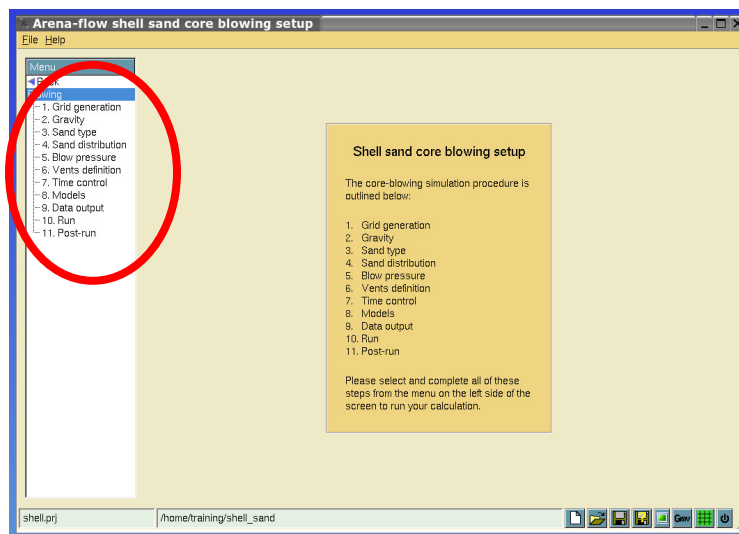 Arena-flow shell sand core blowing setup
File Help
Menu
1. Grid generation
2. Gravity
3. Sand type
4. Sand distribution
5. Blow pressure
6. Vents definition
7. Time control
8. Models
9. Data output
10. Run
11. Post-run
Shell sand core blowing setup
The core-blowing simulation procedure is
outlined below:
1. Grid generation
2. Gravity
3. Sand type
4. Sand distribution
5. Blow pressure
6. Vents definition
7. Time control
8. Models
9. Data output
10. Run
11. Post-run
Please select and complete all of these
steps from the menu on the left side of the
screen to run your calculation.
shell.prj
/home/training/shell_sand
Gmv